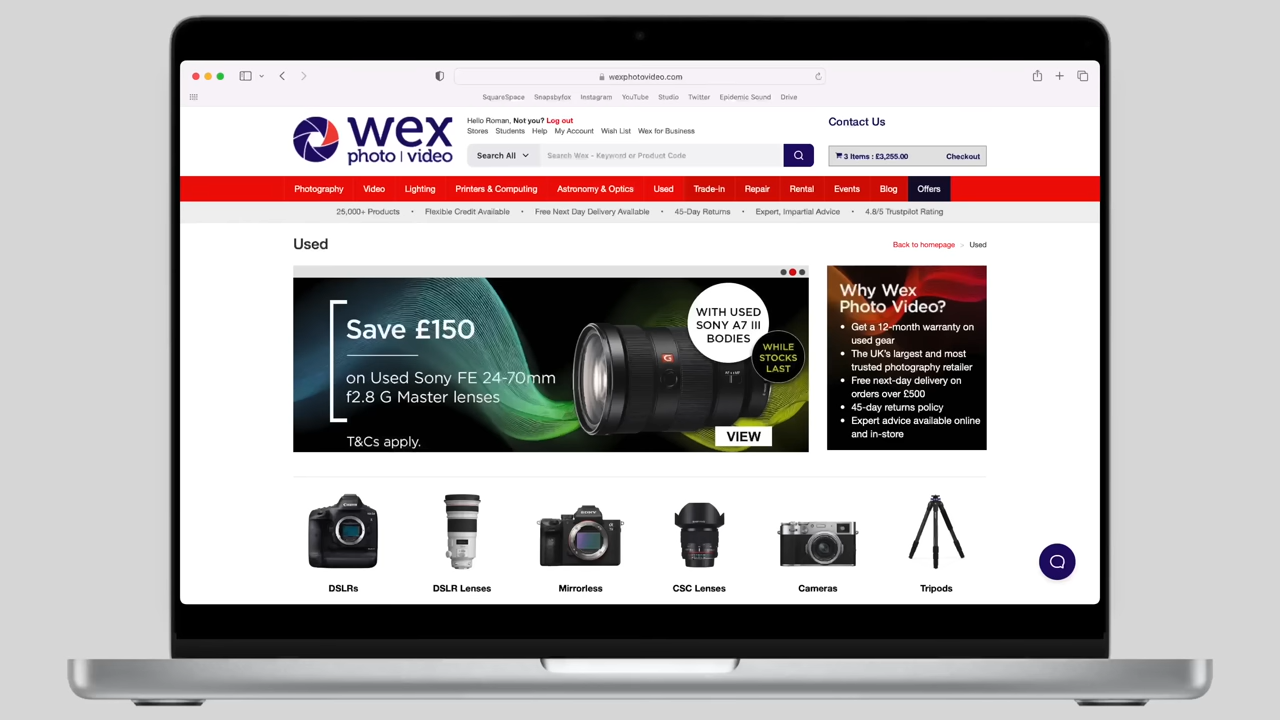 wexphotovideo.com
SquareSpace Snapsbyfox Instagram YouTube Studio Twitter Epidemic Sound Drive
wex
photo | video
Hello Roman, Not you? Log out
Stores Students Help My Account Wish List Wex for Business
Search All
Search Wex - Keyword or Product Code
Contact Us
3 Items : £3,255.00 Checkout
Photography Video Lighting Printers & Computing Astronomy & Optics Used Trade-in Repair Rental Events Blog Offers
25,000+ Products • Flexible Credit Available • Free Next Day Delivery Available • 45-Day Returns • Expert, Impartial Advice • 4.8/5 Trustpilot Rating
Used
Back to homepage > Used
Save £150
on Used Sony FE 24-70mm
f2.8 G Master lenses
T&Cs apply.
G
WITH USED
SONY A7 III
BODIES
WHILE
STOCKS
LAST
VIEW
Why Wex
Photo Video?
• Get a 12-month warranty on
used gear
• The UK's largest and most
trusted photography retailer
• Free next-day delivery on
orders over £500
• 45-day returns policy
• Expert advice available online
and in-store
Canon
SONY
DSLRs
DSLR Lenses
Mirrorless
CSC Lenses
Cameras
Tripods